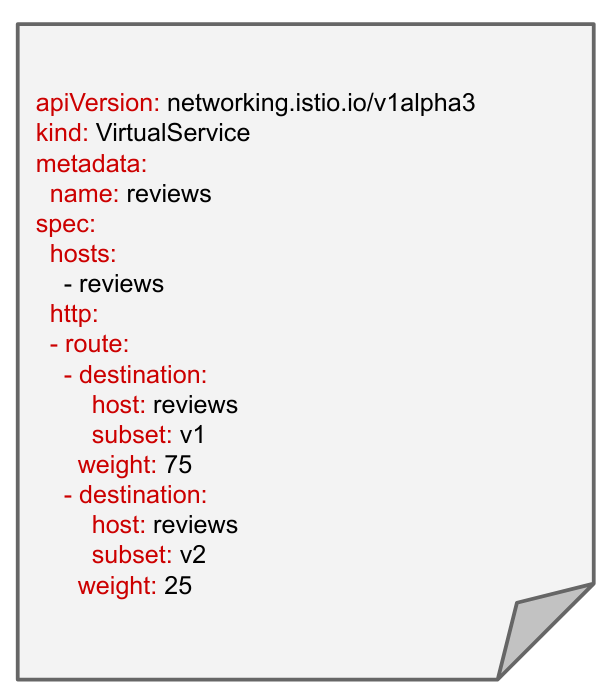 apiVersion: networking.istio.io/v1alpha3
kind: VirtualService
metadata:
  name: reviews
spec:
  hosts:
    - reviews
  http:
  - route:
    - destination:
        host: reviews
        subset: v1
      weight: 75
    - destination:
        host: reviews
        subset: v2
      weight: 25